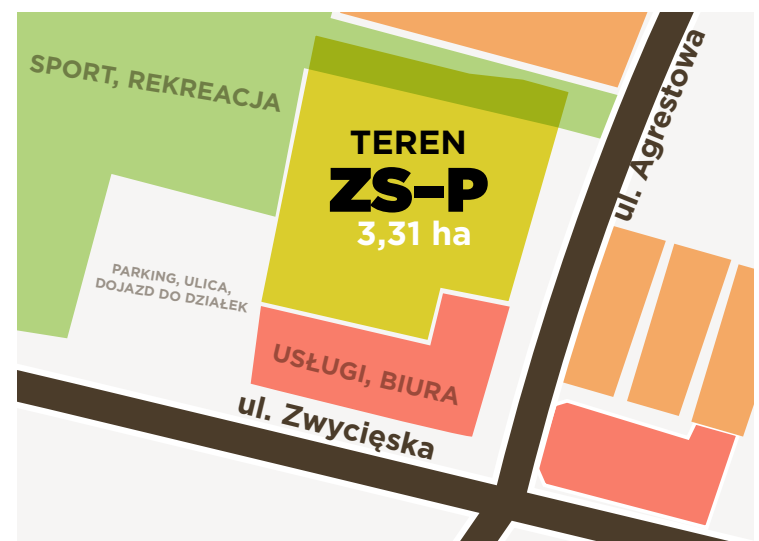 SPORT, REKREACJA
ul. Agrestowa
TEREN
ZS–P
3,31 ha
PARKING, ULICA,
DOJAZD DO DZIAŁEK
USŁUGI, BIURA
ul. Zwycięska